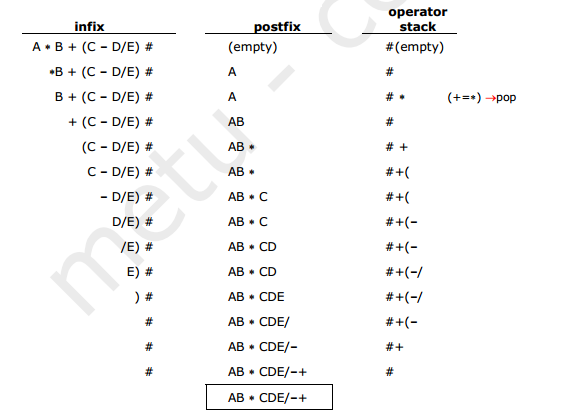 infix postfix operator stack
A * B + (C – D/E) # (empty) #(empty)
*B + (C – D/E) # A #
B + (C – D/E) # A # * (+=*) →pop
+ (C – D/E) # AB #
(C – D/E) # AB * # +
C – D/E) # AB * #+(
– D/E) # AB * C #+(
D/E) # AB * C #+(–
/E) # AB * CD #+(–
E) # AB * CD #+(–/
) # AB * CDE #+(–/
# AB * CDE/ #+(–
# AB * CDE/– #+
# AB * CDE/–+ #
AB * CDE/–+
metu - c